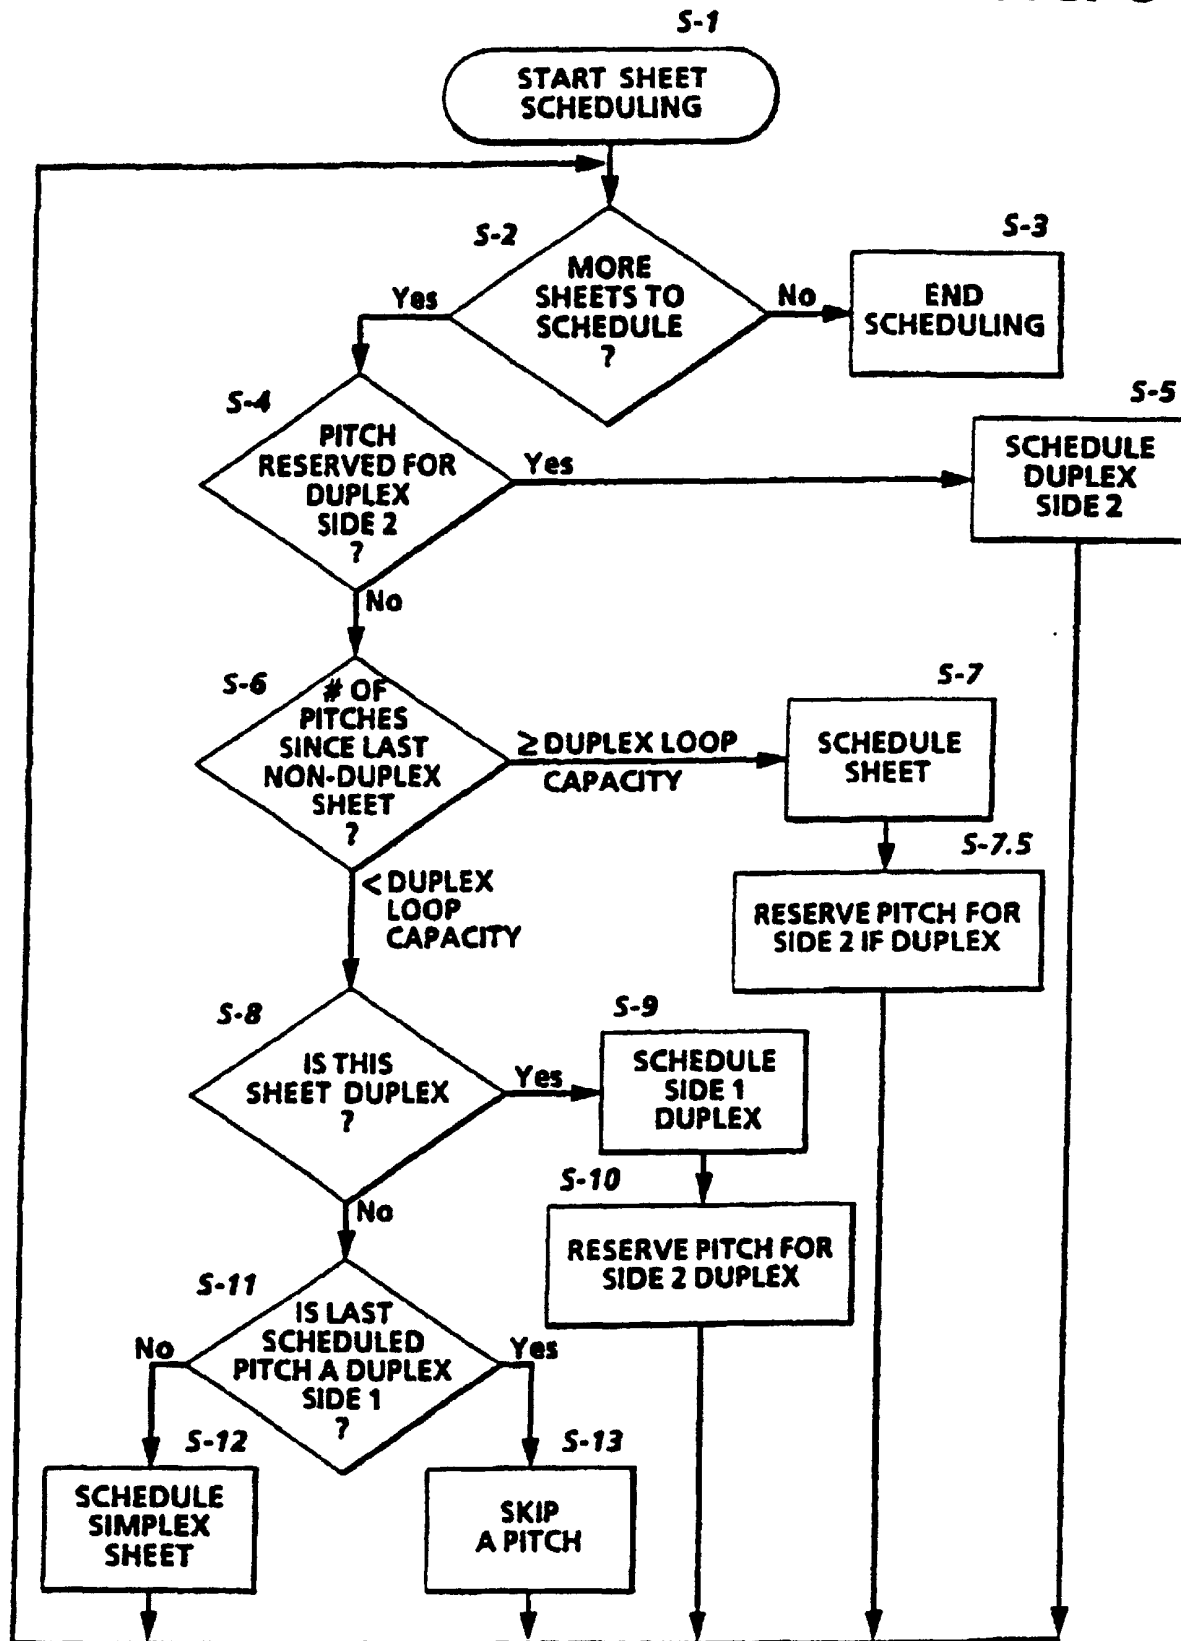 S-1
START SHEET
SCHEDULING
S-2
MORE
SHEETS TO
SCHEDULE
?
Yes
No
S-3
END
SCHEDULING
S-4
PITCH
RESERVED FOR
DUPLEX
SIDE 2
?
Yes
No
S-5
SCHEDULE
DUPLEX
SIDE 2
S-6
# OF
PITCHES
SINCE LAST
NON-DUPLEX
SHEET
?
≥ DUPLEX LOOP
CAPACITY
S-7
SCHEDULE
SHEET
S-7.5
RESERVE PITCH FOR
SIDE 2 IF DUPLEX
< DUPLEX
LOOP
CAPACITY
S-8
IS THIS
SHEET DUPLEX
?
Yes
No
S-9
SCHEDULE
SIDE 1
DUPLEX
S-10
RESERVE PITCH FOR
SIDE 2 DUPLEX
S-11
IS LAST
SCHEDULED
PITCH A DUPLEX
SIDE 1
?
No
Yes
S-12
SCHEDULE
SIMPLEX
SHEET
S-13
SKIP
A PITCH